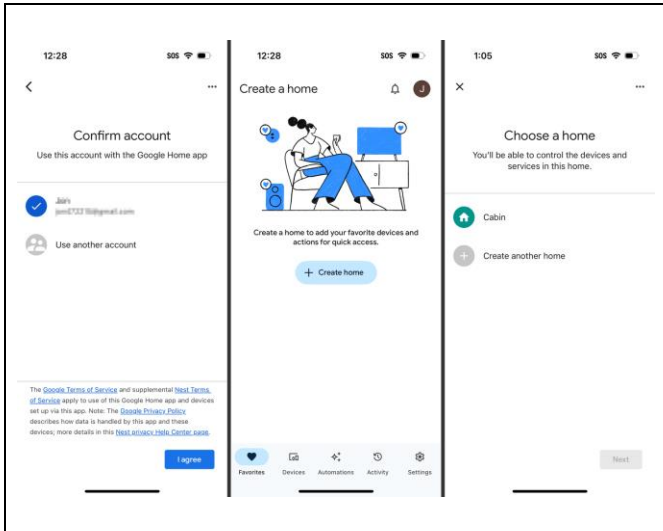 12:28
SOS
Confirm account
Use this account with the Google Home app
Use another account
The Google Terms of Service and supplemental Nest Terms
of Service apply to use of this Google Home app and devices
set up via this app. Note: The Google Privacy Policy
describes how data is handled by this app and these
devices; more details in this Nest privacy Help Center page.
I agree
12:28
SOS
Create a home
J
Create a home to add your favorite devices and
actions for quick access.
+ Create home
Favorites Devices Automations Activity Settings
1:05
SOS
Choose a home
You'll be able to control the devices and
services in this home.
Cabin
Create another home
Next